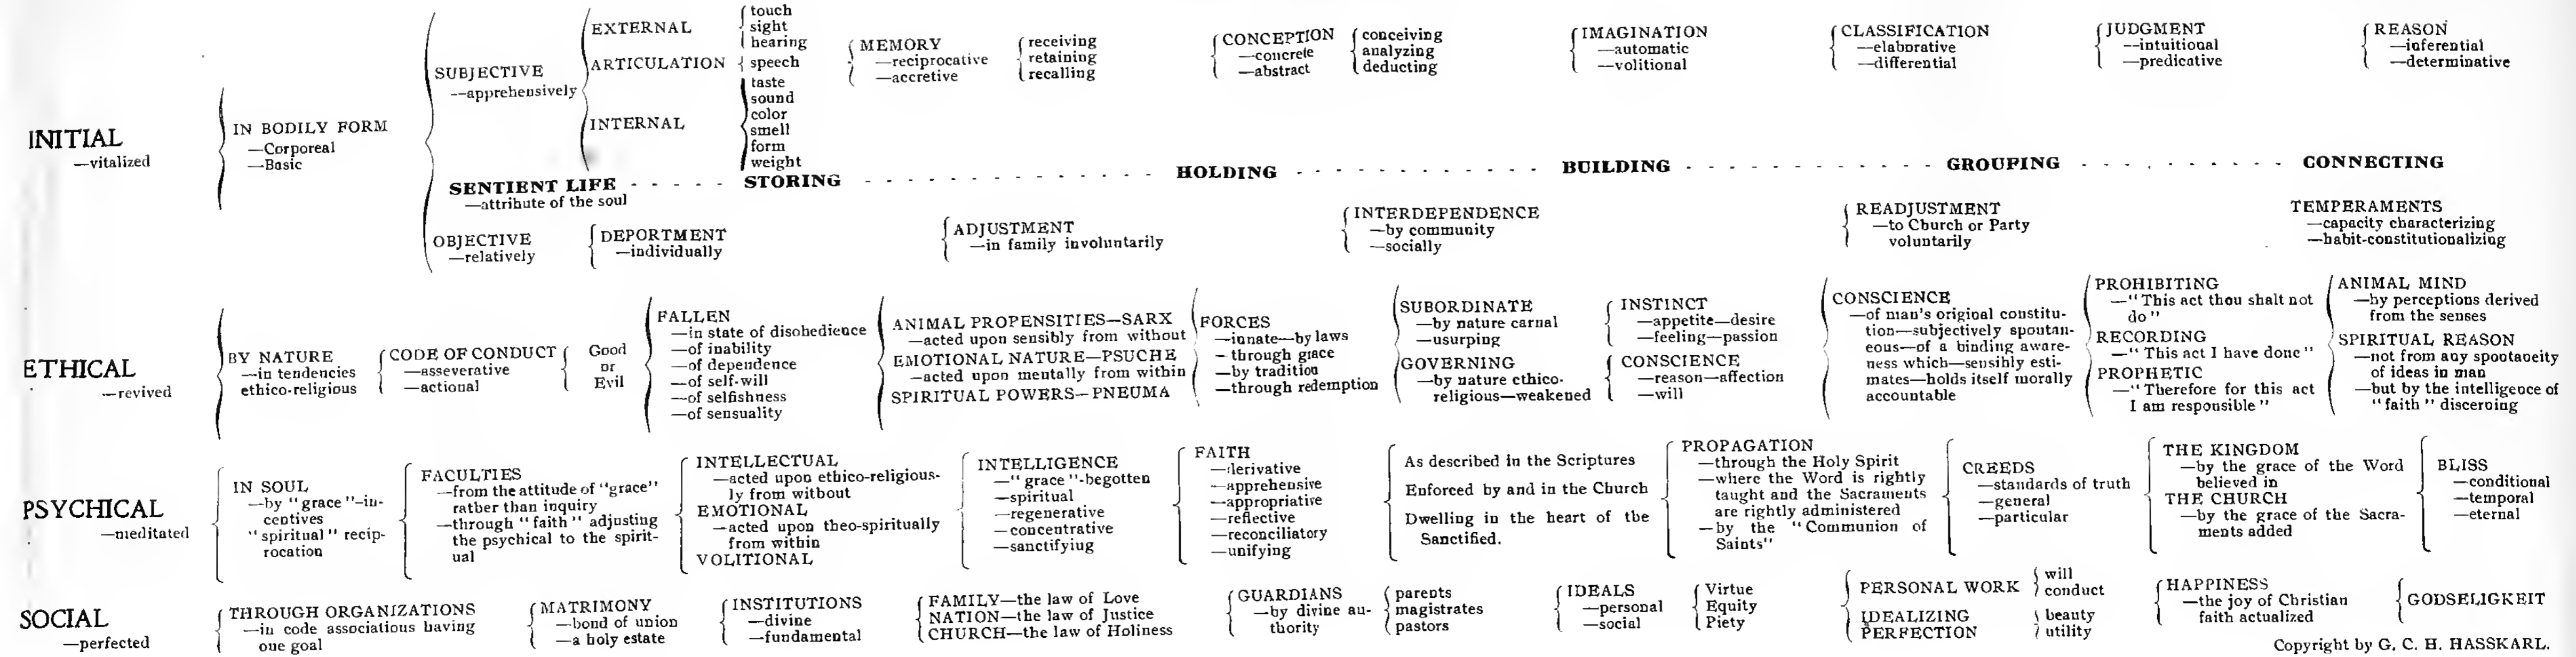 INITIAL
—vitalized
IN BODILY FORM
—Corporeal
—Basic
SUBJECTIVE
--apprehensively
EXTERNAL
touch
sight
hearing
ARTICULATION
speech
INTERNAL
taste
sound
color
smell
form
weight
MEMORY
—reciprocative
—accretive
receiving
retaining
recalling
CONCEPTION
—concrete
—abstract
conceiving
analyzing
deducting
IMAGINATION
—automatic
—volitional
CLASSIFICATION
—elaborative
—differential
JUDGMENT
--intuitional
—predicative
REASON
—inferential
—determinative
SENTIENT LIFE - - - - - STORING - - - - - HOLDING - - - - - BUILDING - - - - - GROUPING - - - - - CONNECTING
—attribute of the soul
OBJECTIVE
—relatively
DEPORTMENT
—individually
ADJUSTMENT
—in family involuntarily
INTERDEPENDENCE
—by community
—socially
READJUSTMENT
—to Church or Party
voluntarily
TEMPERAMENTS
—capacity characterizing
—habit-constitutionalizing
ETHICAL
—revived
BY NATURE
—in tendencies
ethico-religious
CODE OF CONDUCT
—asseverative
—actional
Good
or
Evil
FALLEN
—in state of disobedience
—of inability
—of dependence
—of self-will
—of selfishness
—of sensuality
ANIMAL PROPENSITIES—SARX
—acted upon sensibly from without
EMOTIONAL NATURE—PSUCHE
—acted upon mentally from within
SPIRITUAL POWERS—PNEUMA
FORCES
—innate—by laws
—through grace
—by tradition
—through redemption
SUBORDINATE
—by nature carnal
—usurping
GOVERNING
—by nature ethico-
religious—weakened
INSTINCT
—appetite—desire
—feeling—passion
CONSCIENCE
—reason—affection
—will
CONSCIENCE
—of man's original constitu-
tion—subjectively spontan-
eous—of a binding aware-
ness which—sensibly esti-
mates—holds itself morally
accountable
PROHIBITING
—"This act thou shalt not
do"
RECORDING
—"This act I have done"
PROPHETIC
—"Therefore for this act
I am responsible"
ANIMAL MIND
—by perceptions derived
from the senses
SPIRITUAL REASON
—not from any spontaneity
of ideas in man
—but by the intelligence of
"faith" discerning
PSYCHICAL
—meditated
IN SOUL
—by "grace"-in-
centives
"spiritual" recip-
rocation
FACULTIES
—from the attitude of "grace"
rather than inquiry
—through "faith" adjusting
the psychical to the spirit-
ual
INTELLECTUAL
—acted upon ethico-religious-
ly from without
EMOTIONAL
—acted upon theo-spiritually
from within
VOLITIONAL
INTELLIGENCE
—"grace"-begotten
—spiritual
—regenerative
—concentrative
—sanctifying
FAITH
—derivative
—apprehensive
—appropriative
—reflective
—reconciliatory
—unifying
As described in the Scriptures
Enforced by and in the Church
Dwelling in the heart of the
Sanctified.
PROPAGATION
—through the Holy Spirit
—where the Word is rightly
taught and the Sacraments
are rightly administered
—by the "Communion of
Saints"
CREEDS
—standards of truth
—general
—particular
THE KINGDOM
—by the grace of the Word
believed in
THE CHURCH
—by the grace of the Sacra-
ments added
BLISS
—conditional
—temporal
—eternal
SOCIAL
—perfected
THROUGH ORGANIZATIONS
—in code associations having
one goal
MATRIMONY
—bond of union
—a holy estate
INSTITUTIONS
—divine
—fundamental
FAMILY—the law of Love
NATION—the law of Justice
CHURCH—the law of Holiness
GUARDIANS
—by divine au-
thority
parents
magistrates
pastors
IDEALS
—personal
—social
Virtue
Equity
Piety
PERSONAL WORK
will
conduct
IDEALIZING
PERFECTION
beauty
utility
HAPPINESS
—the joy of Christian
faith actualized
GODSELIGKEIT
Copyright by G. C. H. HASSKARL.